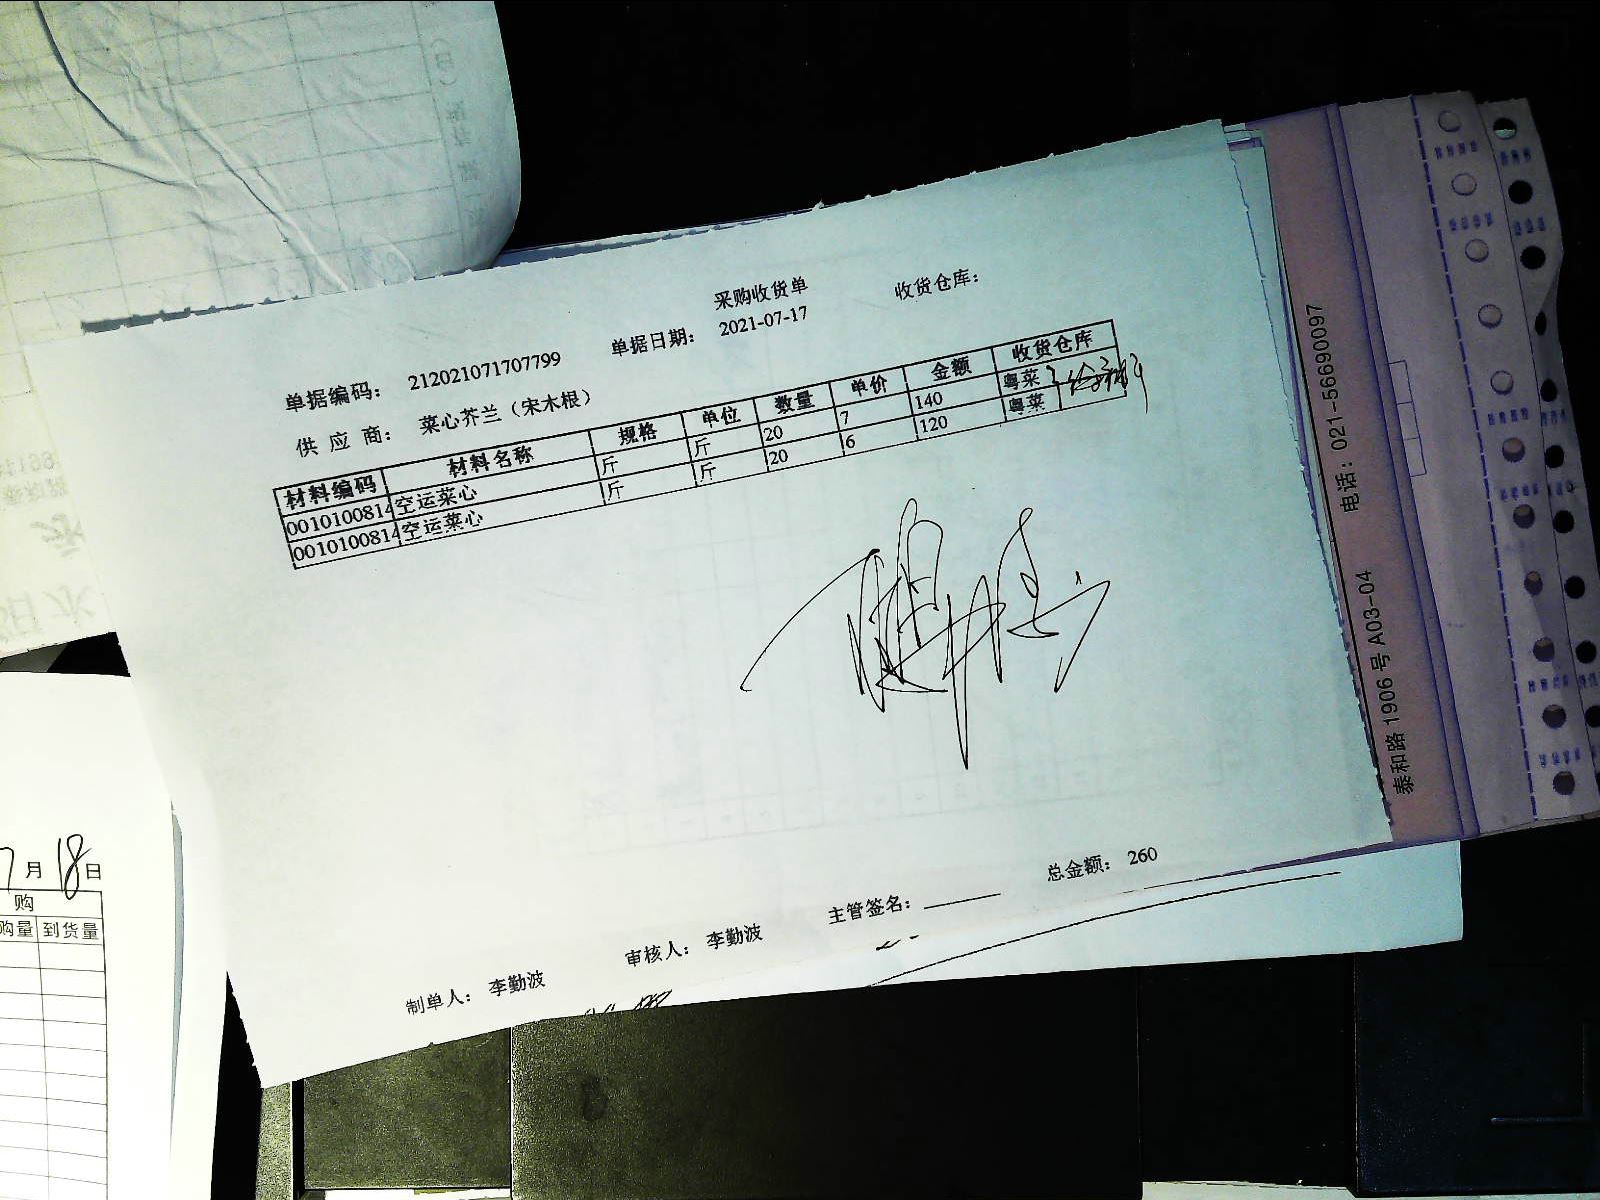 采购收货单
收货仓库：
单据编码： 212021071707799 单据日期： 2021-07-17
供 应 商： 菜心芥兰（宋木根）
材料编码 材料名称 规格 单位 数量 单价 金额 收货仓库
0010100814 空运菜心 斤 斤 20 7 140 粤菜
0010100814 空运菜心 斤 斤 20 6 120 粤菜
制单人： 李勤波 审核人： 李勤波 主管签名： 总金额： 260
泰和路 1906 号 A03-04 电话：021-56690097
7 月 18 日
购
购量 到货量